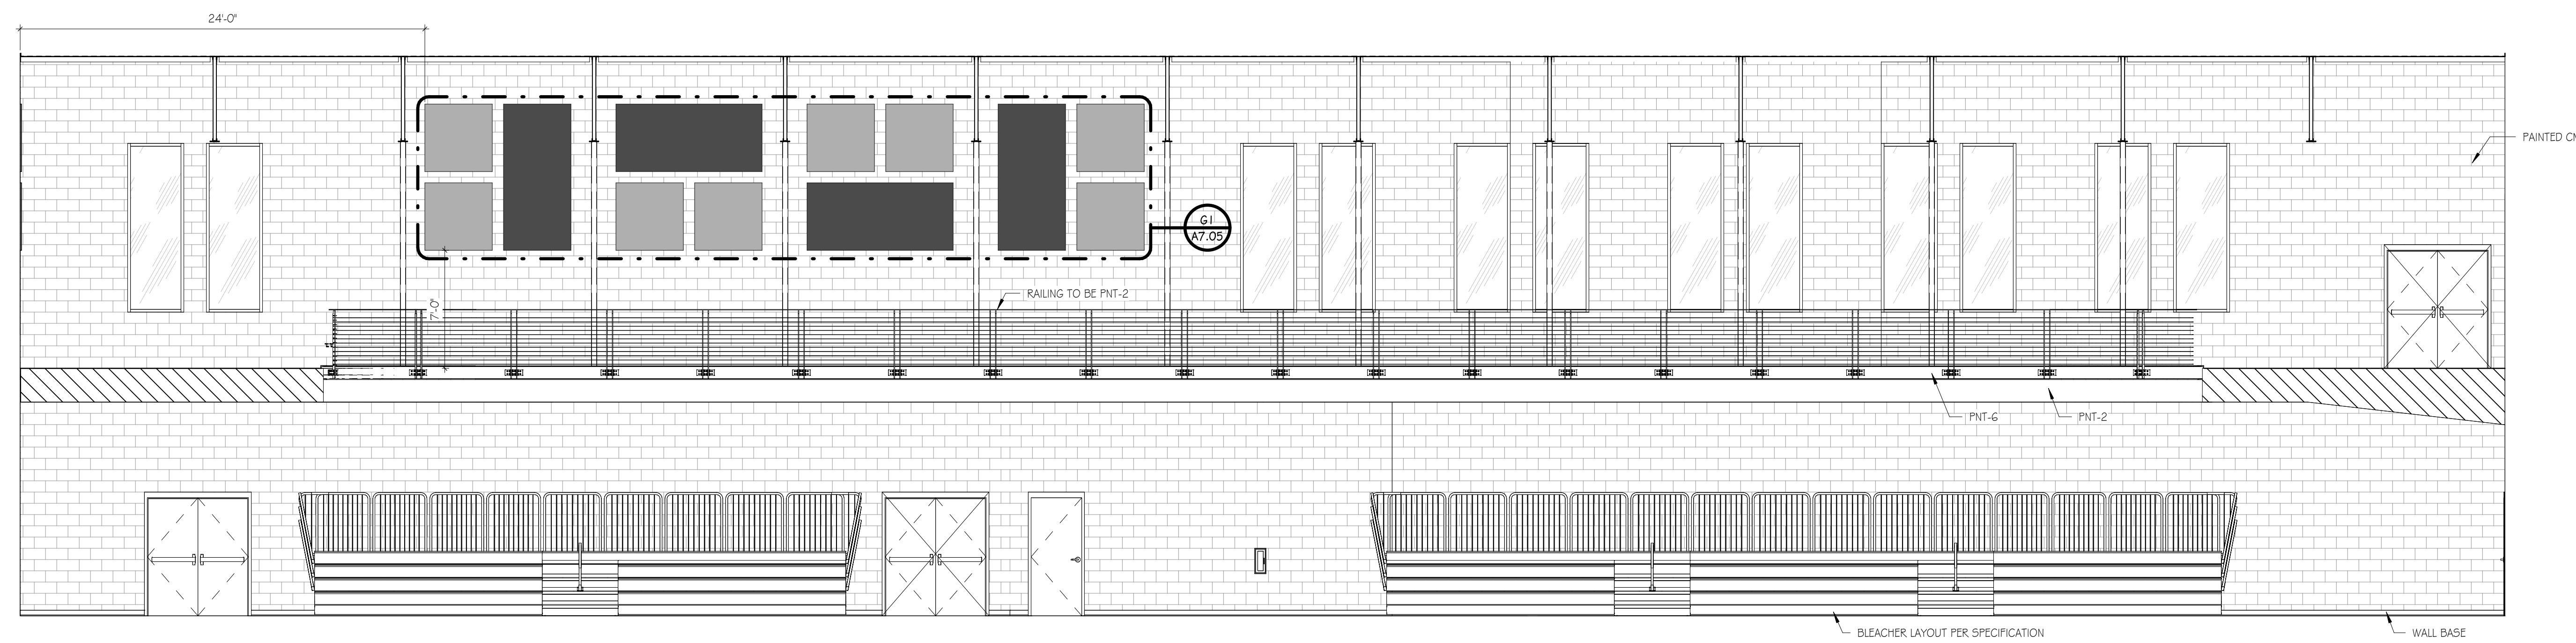 24'-0"
PAINTED CM
G1
A7.05
7'-0"
RAILING TO BE PNT-2
PNT-6
PNT-2
BLEACHER LAYOUT PER SPECIFICATION
WALL BASE